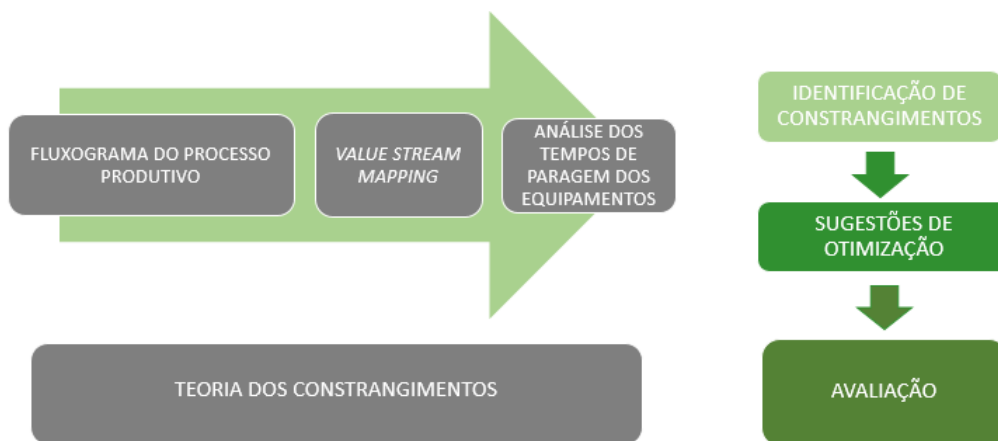 FLUXOGRAMA DO PROCESSO
PRODUTIVO
VALUE STREAM
MAPPING
ANÁLISE DOS
TEMPOS DE
PARAGEM DOS
EQUIPAMENTOS
TEORIA DOS CONSTRANGIMENTOS
IDENTIFICAÇÃO DE
CONSTRANGIMENTOS
SUGESTÕES DE
OTIMIZAÇÃO
AVALIAÇÃO